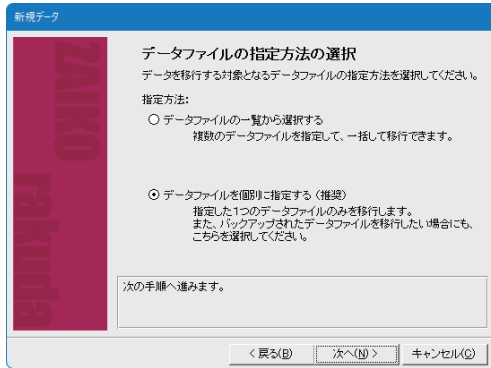 新規データ
ZAIKO rakuda
データファイルの指定方法の選択
データを移行する対象となるデータファイルの指定方法を選択してください。
指定方法:
データファイルの一覧から選択する
複数のデータファイルを指定して、一括して移行できます。
データファイルを個別に指定する（推奨）
指定した1つのデータファイルのみを移行します。
また、バックアップされたデータファイルを移行したい場合にも、
こちらを選択してください。
次の手順へ進みます。
< 戻る(B)
次へ(N) >
キャンセル(C)